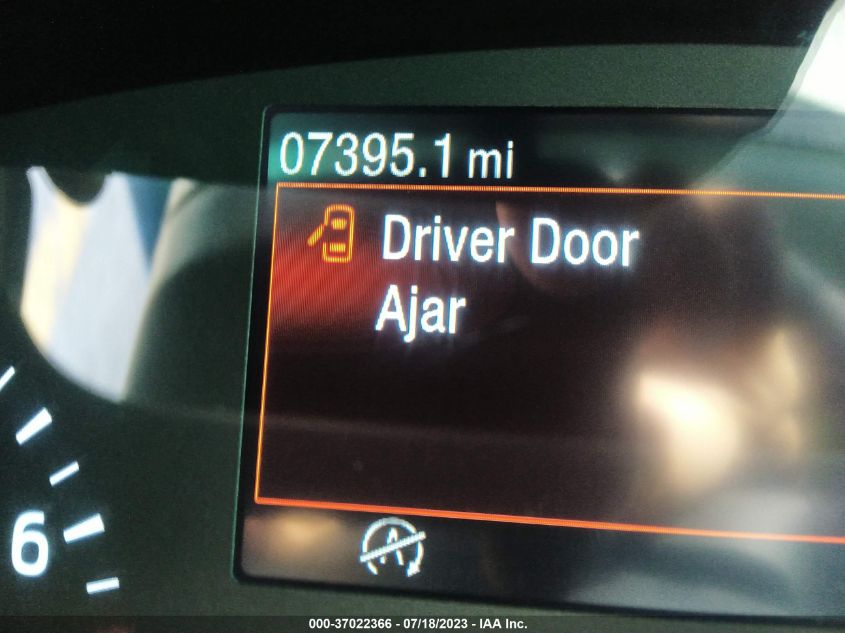 07395.1 mi
Driver Door
Ajar
6
A
000-37022366 - 07/18/2023 - IAA Inc.